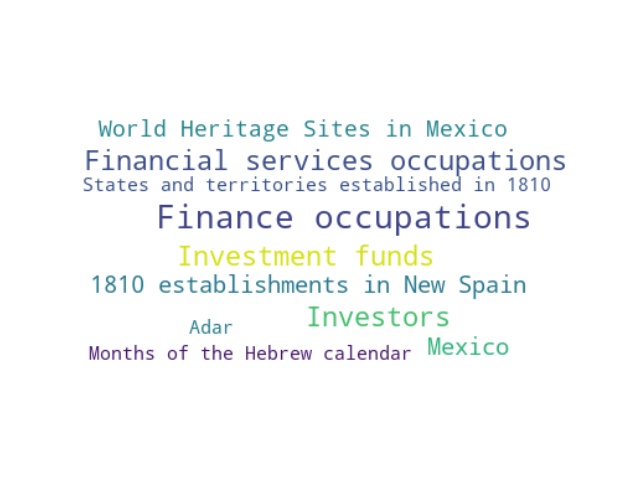 World Heritage Sites in Mexico
Financial services occupations
States and territories established in 1810
Finance occupations
Investment funds
1810 establishments in New Spain
Investors
Adar
Mexico
Months of the Hebrew calendar